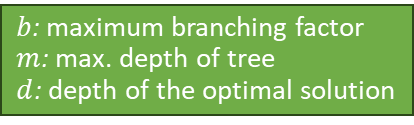 b: maximum branching factor
m: max. depth of tree
d: depth of the optimal solution